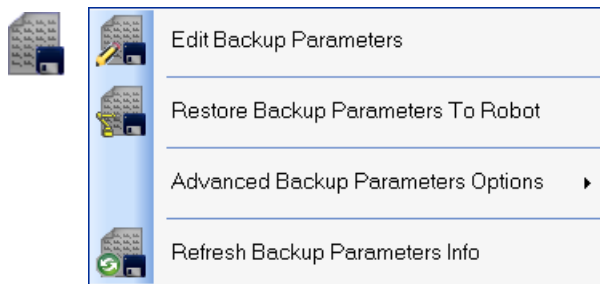 Edit Backup Parameters
Restore Backup Parameters To Robot
Advanced Backup Parameters Options
Refresh Backup Parameters Info